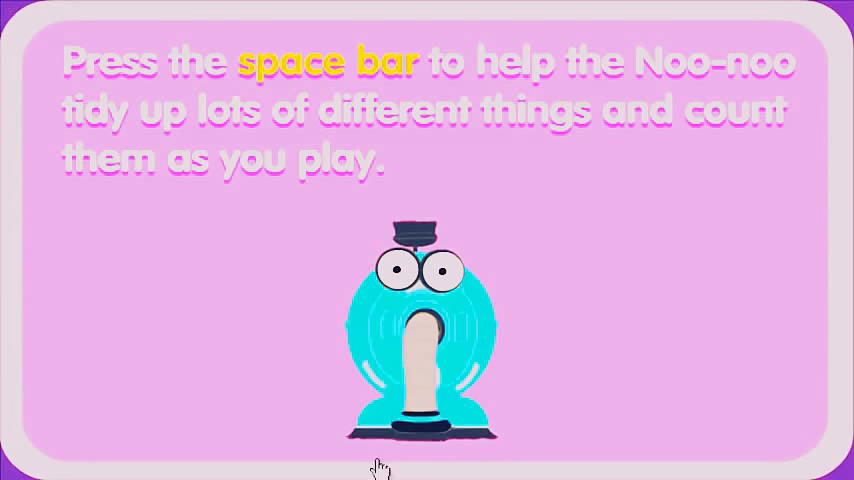 Press the space bar to help the Noo-noo
tidy up lots of different things and count
them as you play.